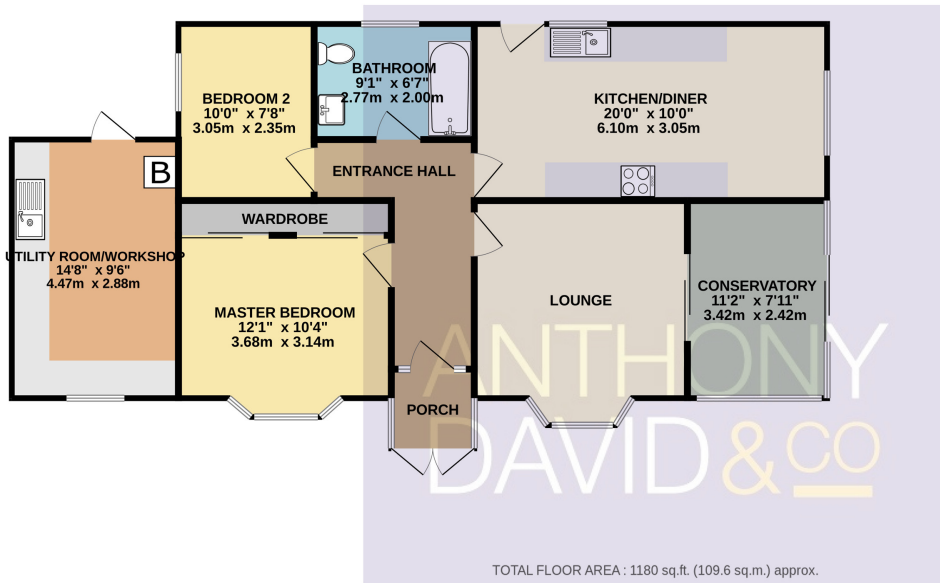 BATHROOM
9'1" x 6'7"
2.77m x 2.00m
BEDROOM 2
10'0" x 7'8"
3.05m x 2.35m
KITCHEN/DINER
20'0" x 10'0"
6.10m x 3.05m
B
ENTRANCE HALL
WARDROBE
UTILITY ROOM/WORKSHOP
14'8" x 9'6"
4.47m x 2.88m
MASTER BEDROOM
12'1" x 10'4"
3.68m x 3.14m
LOUNGE
CONSERVATORY
11'2" x 7'11"
3.42m x 2.42m
PORCH
ANTHONY
DAVID & CO
TOTAL FLOOR AREA : 1180 sq.ft. (109.6 sq.m.) approx.